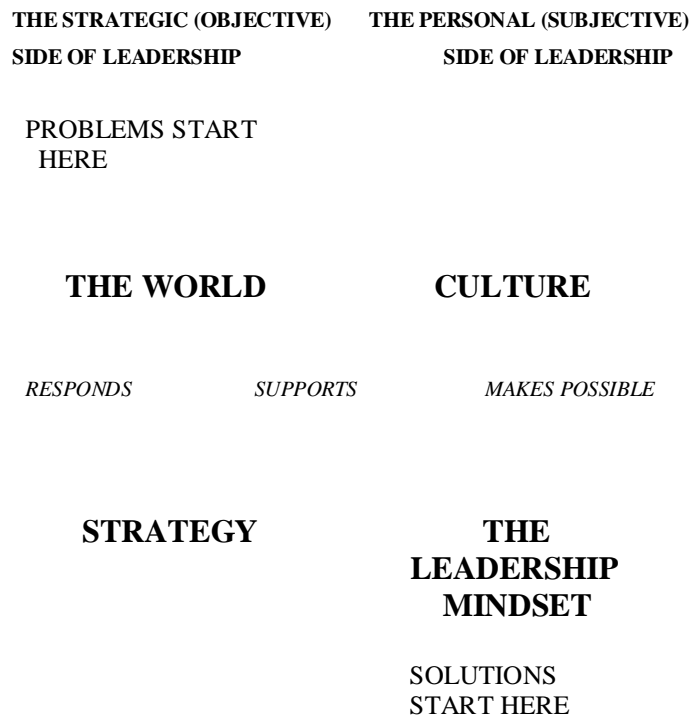 THE STRATEGIC (OBJECTIVE) THE PERSONAL (SUBJECTIVE)
SIDE OF LEADERSHIP SIDE OF LEADERSHIP
PROBLEMS START
HERE
THE WORLD CULTURE
RESPONDS SUPPORTS MAKES POSSIBLE
STRATEGY THE
LEADERSHIP
MINDSET
SOLUTIONS
START HERE